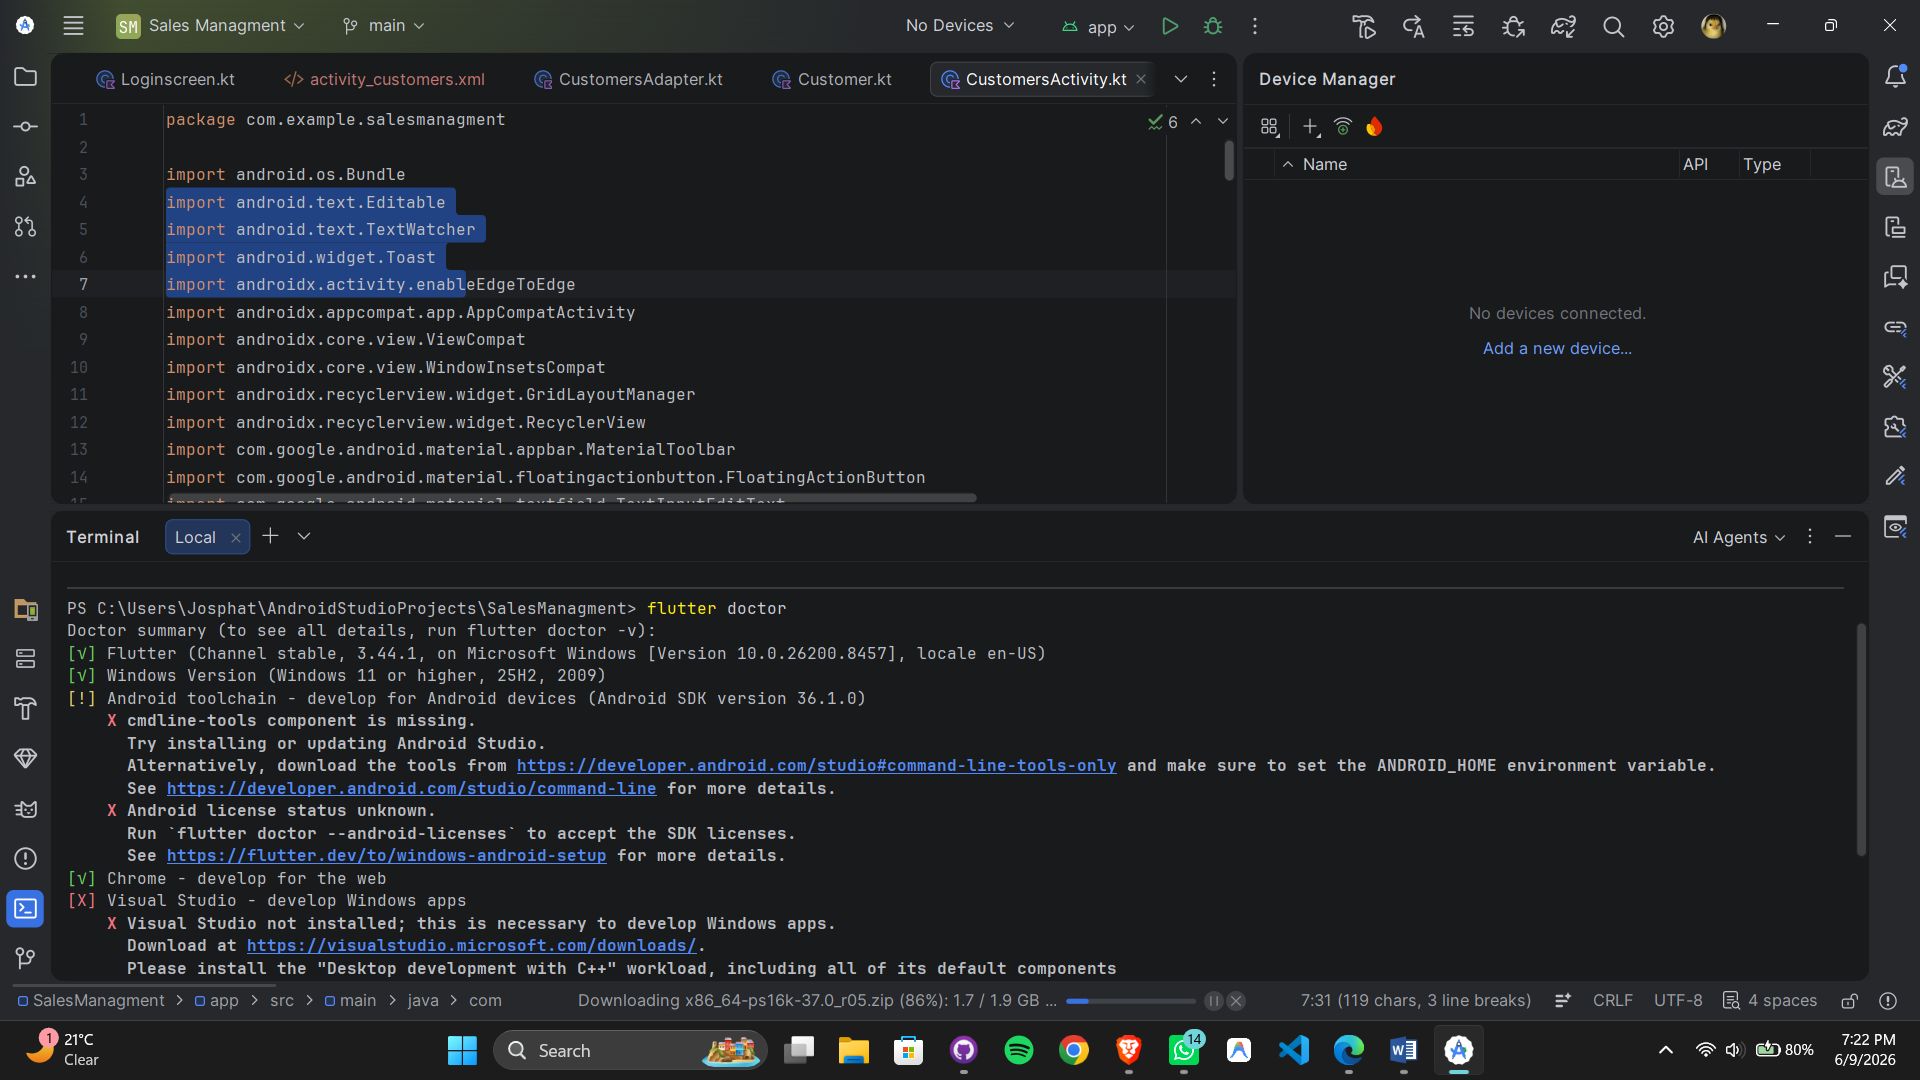 SM Sales Managment main No Devices app
Loginscreen.kt activity_customers.xml CustomersAdapter.kt Customer.kt CustomersActivity.kt
6
1 package com.example.salesmanagment
2
3 import android.os.Bundle
4 import android.text.Editable
5 import android.text.TextWatcher
6 import android.widget.Toast
7 import androidx.activity.enableEdgeToEdge
8 import androidx.appcompat.app.AppCompatActivity
9 import androidx.core.view.ViewCompat
10 import androidx.core.view.WindowInsetsCompat
11 import androidx.recyclerview.widget.GridLayoutManager
12 import androidx.recyclerview.widget.RecyclerView
13 import com.google.android.material.appbar.MaterialToolbar
14 import com.google.android.material.floatingactionbutton.FloatingActionButton
15 import com.google.android.material.textfield.TextInputEditText
Device Manager
Name API Type
No devices connected.
Add a new device...
Terminal Local AI Agents
PS C:\Users\Josphat\AndroidStudioProjects\SalesManagment> flutter doctor
Doctor summary (to see all details, run flutter doctor -v):
[√] Flutter (Channel stable, 3.44.1, on Microsoft Windows [Version 10.0.26200.8457], locale en-US)
[√] Windows Version (Windows 11 or higher, 25H2, 2009)
[!] Android toolchain - develop for Android devices (Android SDK version 36.1.0)
X cmdline-tools component is missing.
Try installing or updating Android Studio.
Alternatively, download the tools from https://developer.android.com/studio#command-line-tools-only and make sure to set the ANDROID_HOME environment variable.
See https://developer.android.com/studio/command-line for more details.
X Android license status unknown.
Run `flutter doctor --android-licenses` to accept the SDK licenses.
See https://flutter.dev/to/windows-android-setup for more details.
[√] Chrome - develop for the web
[X] Visual Studio - develop Windows apps
X Visual Studio not installed; this is necessary to develop Windows apps.
Download at https://visualstudio.microsoft.com/downloads/.
Please install the "Desktop development with C++" workload, including all of its default components
SalesManagment > app > src > main > java > com Downloading x86_64-ps16k-37.0_r05.zip (86%): 1.7 / 1.9 GB ... 7:31 (119 chars, 3 line breaks) CRLF UTF-8 4 spaces
1 21°C
Clear
Search
14
80%
7:22 PM
6/9/2026